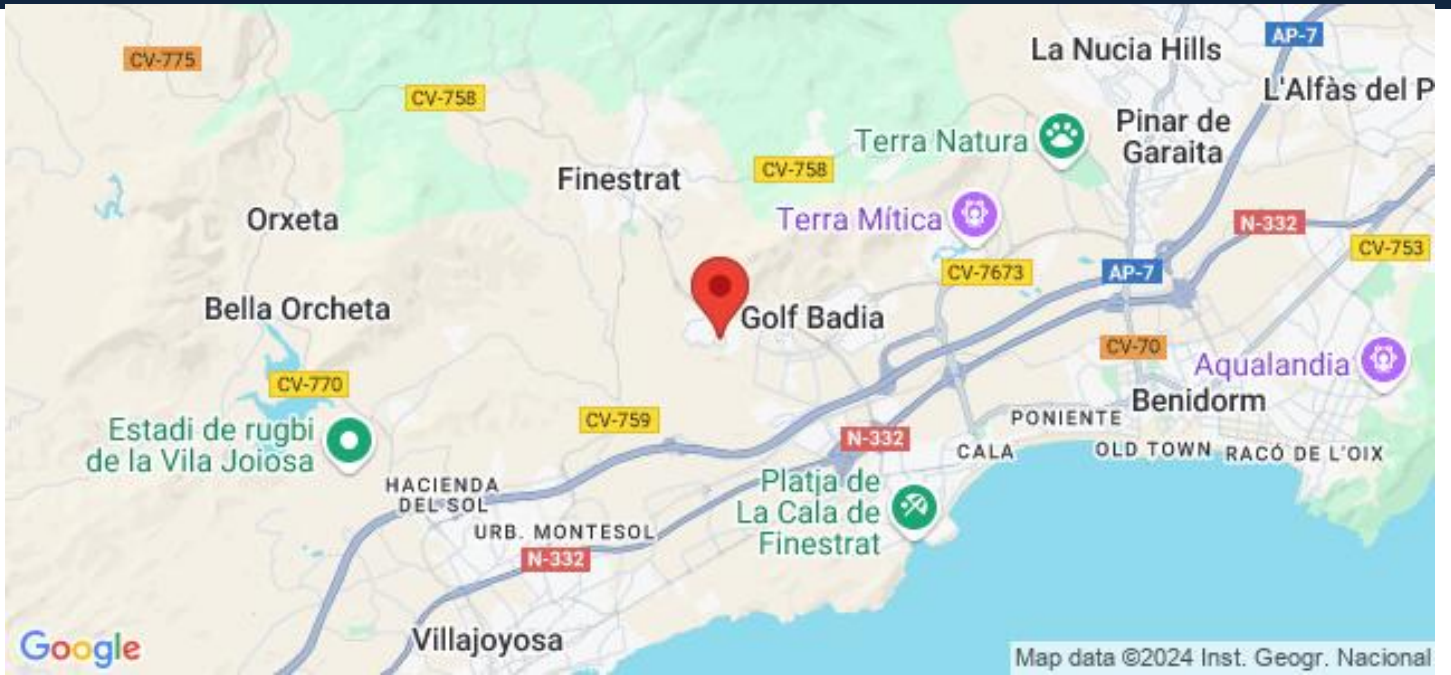 La Nucia Hills
AP-7
CV-775
L'Alfàs del P
CV-758
Pinar de
Garaita
Terra Natura
Finestrat
CV-758
Orxeta
Terra Mítica
N-332
CV-753
CV-7673
AP-7
Bella Orcheta
Golf Badia
CV-70
Aqualandia
CV-770
Benidorm
CV-759
PONIENTE
Estadi de rugbi
de la Vila Joiosa
N-332
CALA
OLD TOWN
RACÓ DE L'OIX
HACIENDA
DEL SOL
Platja de
La Cala de
Finestrat
URB. MONTESOL
N-332
Villajoyosa
Google
Map data ©2024 Inst. Geogr. Nacional